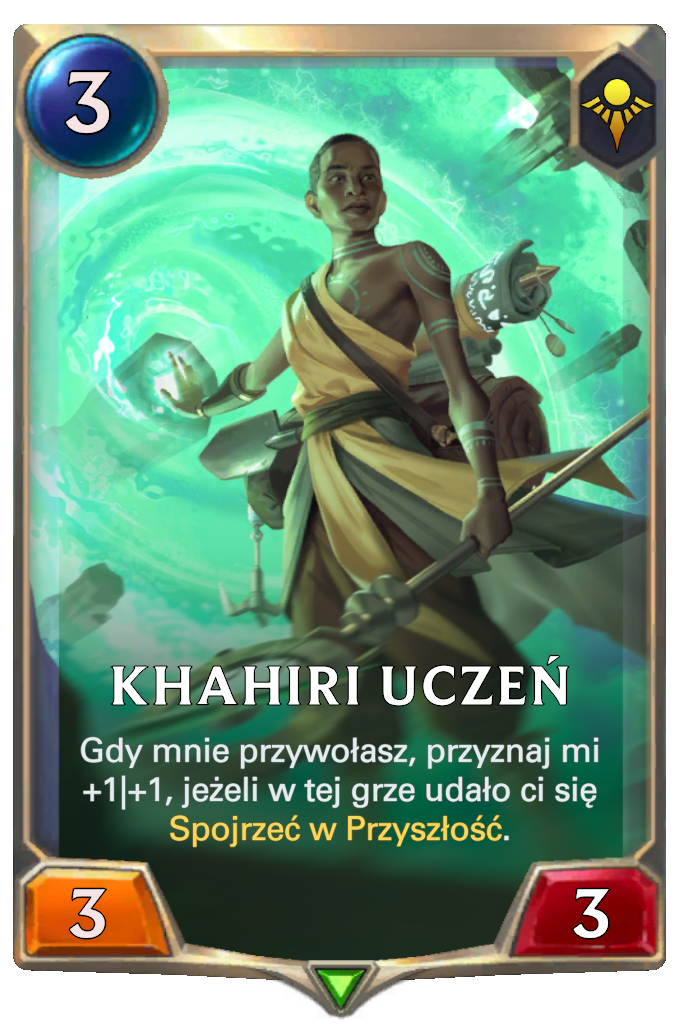 3
KHAHIRI UCZEŃ
Gdy mnie przywołasz, przyznaj mi
+1|+1, jeżeli w tej grze udało ci się
Spojrzeć w Przyszłość.
3
3